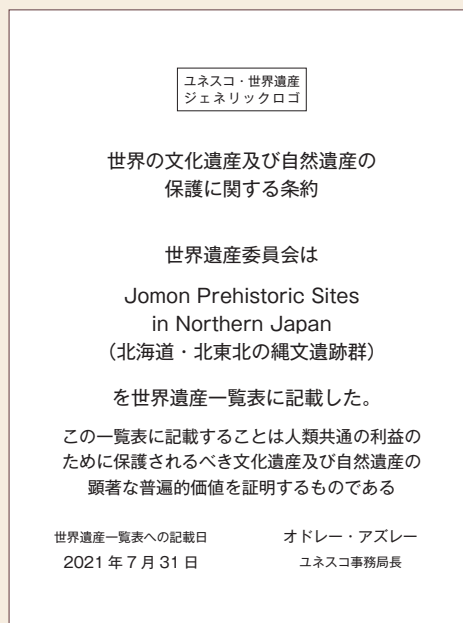 ユネスコ・世界遺産
ジェネリックロゴ
世界の文化遺産及び自然遺産の
保護に関する条約
世界遺産委員会は
Jomon Prehistoric Sites
in Northern Japan
（北海道・北東北の縄文遺跡群）
を世界遺産一覧表に記載した。
この一覧表に記載することは人類共通の利益の
ために保護されるべき文化遺産及び自然遺産の
顕著な普遍的価値を証明するものである
世界遺産一覧表への記載日
2021 年 7 月 31 日
オドレー・アズレー
ユネスコ事務局長